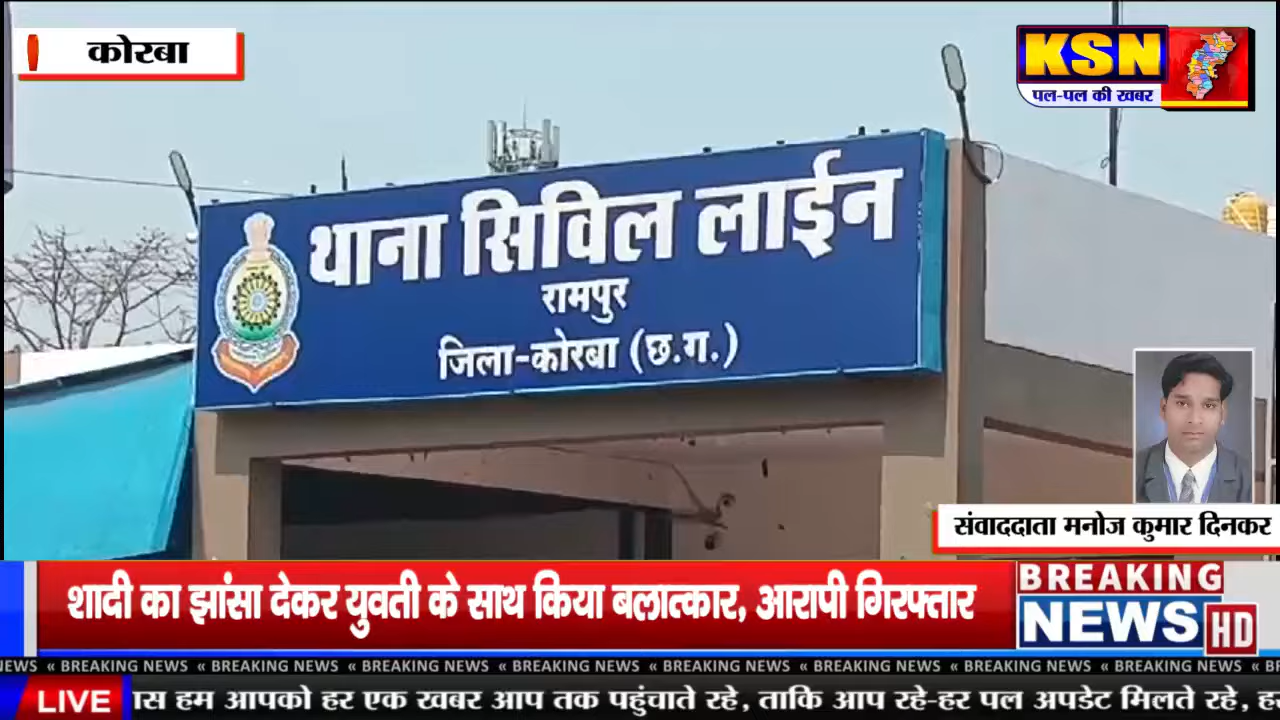 कोरबा
KSN
पल-पल की खबर
थाना सिविल लाईन
रामपुर
जिला-कोरबा (छ.ग.)
संवाददाता मनोज कुमार दिनकर
शादी का झांसा देकर युवती के साथ किया बलात्कार, आरापी गिरफ्तार
BREAKING
NEWS HD
NEWS « BREAKING NEWS « BREAKING NEWS « BREAKING NEWS « BREAKING NEWS « BREAKING NEWS « BREAKING NEWS « BREAKING NEWS « BREAKING NEWS «
LIVE हम आपको हर एक खबर आप तक पहुंचाते रहे, ताकि आप रहे-हर पल अपडेट मिलते रहे,